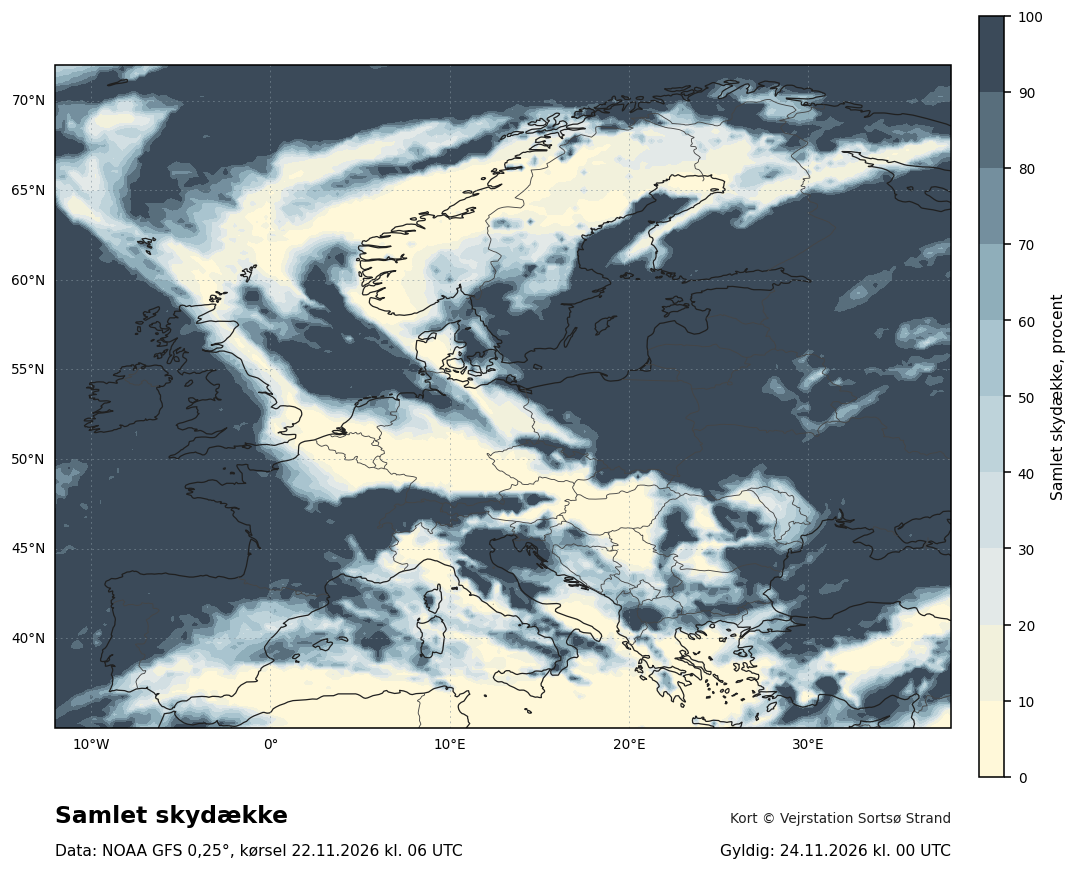 100
90
80
70
60
50
40
30
20
10
0
Samlet skydække, procent
70°N
65°N
60°N
55°N
50°N
45°N
40°N
10°W
0°
10°E
20°E
30°E
Samlet skydække
Kort © Vejrstation Sortsø Strand
Data: NOAA GFS 0,25°, kørsel 22.11.2026 kl. 06 UTC
Gyldig: 24.11.2026 kl. 00 UTC